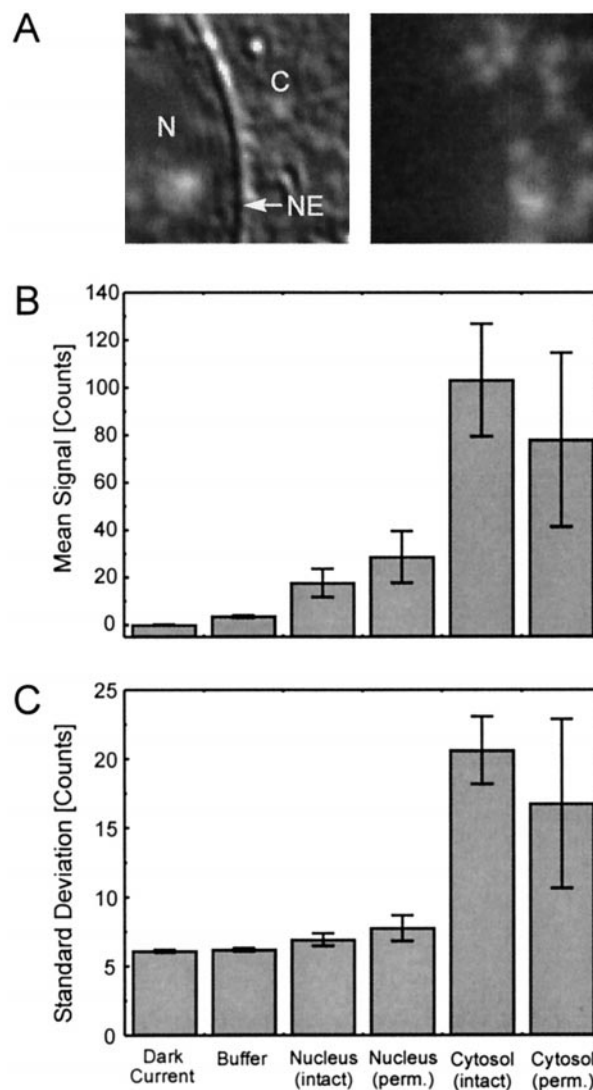 A
N
C
NE
B
Mean Signal [Counts]
140
120
100
80
60
40
20
0
C
Standard Deviation [Counts]
25
20
15
10
5
0
Dark
Current
Buffer
Nucleus
(intact)
Nucleus
(perm.)
Cytosol
(intact)
Cytosol
(perm.)